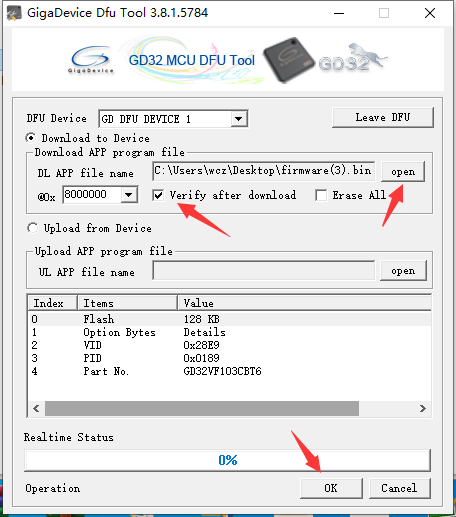 GigaDevice Dfu Tool 3.8.1.5784
GigaDevice
GD32 MCU DFU Tool
GD32
DFU Device GD DFU DEVICE 1 Leave DFU
Download to Device
Download APP program file
DL APP file name C:\Users\wcz\Desktop\firmware(3).bin open
@0x 8000000 Verify after download Erase All
Upload from Device
Upload APP program file
UL APP file name open
Index Items Value
0 Flash 128 KB
1 Option Bytes Details
2 VID 0x28E9
3 PID 0x0189
4 Part No. GD32VF103CBT6
Realtime Status
0%
Operation OK Cancel